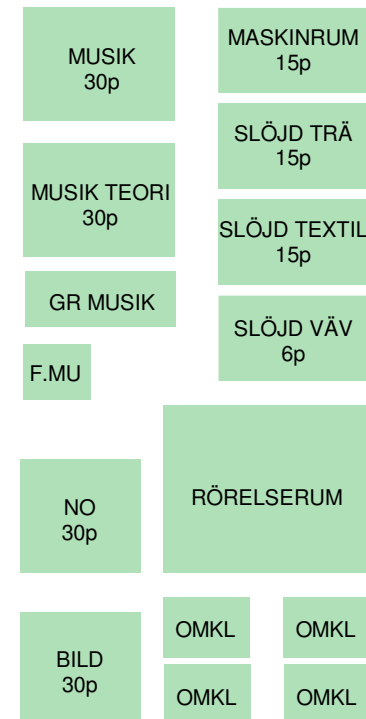 MUSIK
30p
MASKINRUM
15p
SLÖJD TRÄ
15p
MUSIK TEORI
30p
SLÖJD TEXTIL
15p
GR MUSIK
SLÖJD VÄV
6p
F.MU
RÖRELSERUM
NO
30p
OMKL
OMKL
BILD
30p
OMKL
OMKL